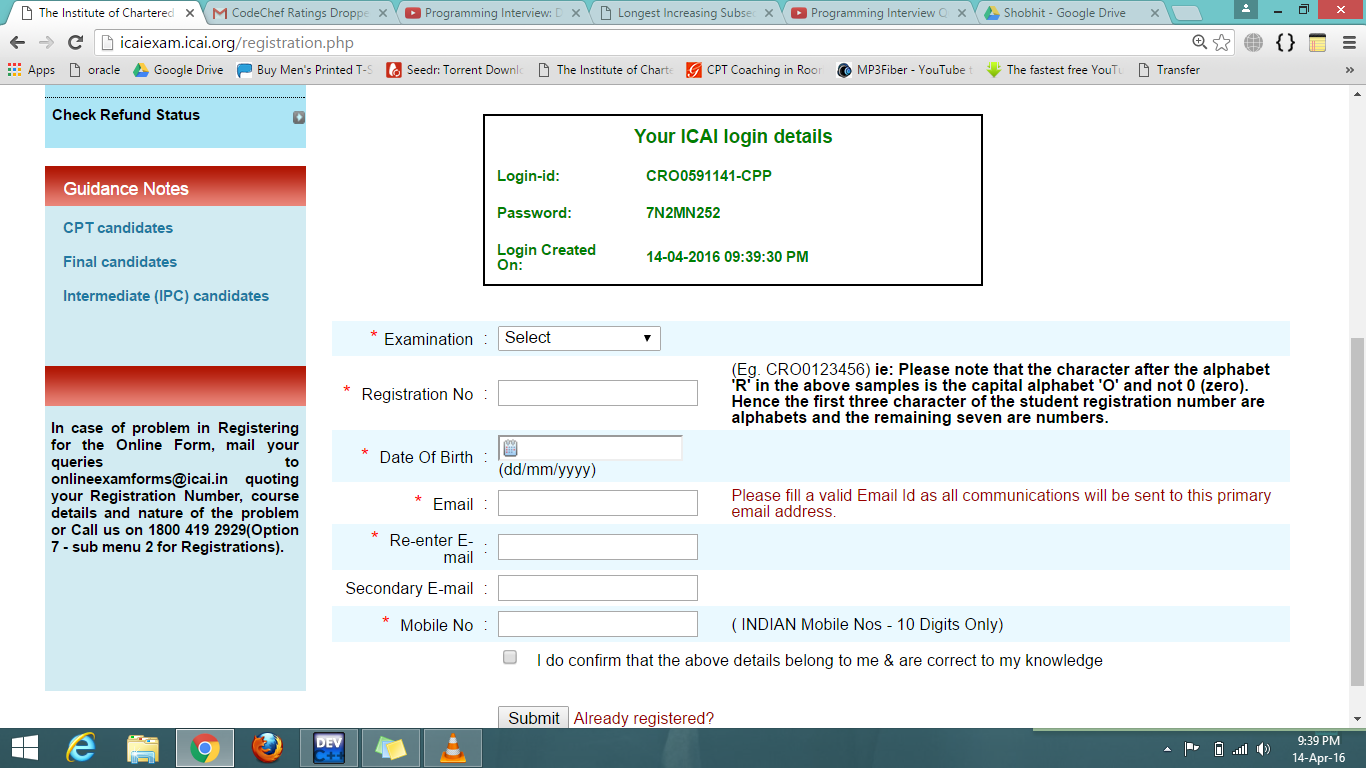 The Institute of Chartered
CodeChef Ratings Droppe
Programming Interview: D
Longest Increasing Subse
Programming Interview Q
Shobhit - Google Drive
icaiexam.icai.org/registration.php
Apps
oracle
Google Drive
Buy Men's Printed T-S
Seedr: Torrent Downl
The Institute of Charte
CPT Coaching in Roor
MP3Fiber - YouTube t
The fastest free YouTu
Transfer
»
Check Refund Status
Guidance Notes
CPT candidates
Final candidates
Intermediate (IPC) candidates
In case of problem in Registering
for the Online Form, mail your
queries to
onlineexamforms@icai.in quoting
your Registration Number, course
details and nature of the problem
or Call us on 1800 419 2929(Option
7 - sub menu 2 for Registrations).
Your ICAI login details
Login-id: CRO0591141-CPP
Password: 7N2MN252
Login Created
On: 14-04-2016 09:39:30 PM
* Examination : Select
* Registration No :
(Eg. CRO0123456) ie: Please note that the character after the alphabet
'R' in the above samples is the capital alphabet 'O' and not 0 (zero).
Hence the first three character of the student registration number are
alphabets and the remaining seven are numbers.
* Date Of Birth :
(dd/mm/yyyy)
* Email :
Please fill a valid Email Id as all communications will be sent to this primary
email address.
* Re-enter E-
mail :
Secondary E-mail :
* Mobile No : ( INDIAN Mobile Nos - 10 Digits Only)
I do confirm that the above details belong to me & are correct to my knowledge
Submit Already registered?
DEV
C++
9:39 PM
14-Apr-16